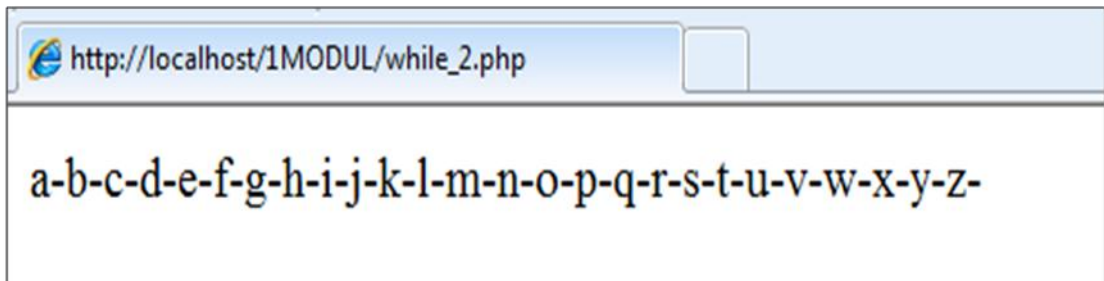 http://localhost/1MODUL/while_2.php
a-b-c-d-e-f-g-h-i-j-k-l-m-n-o-p-q-r-s-t-u-v-w-x-y-z-